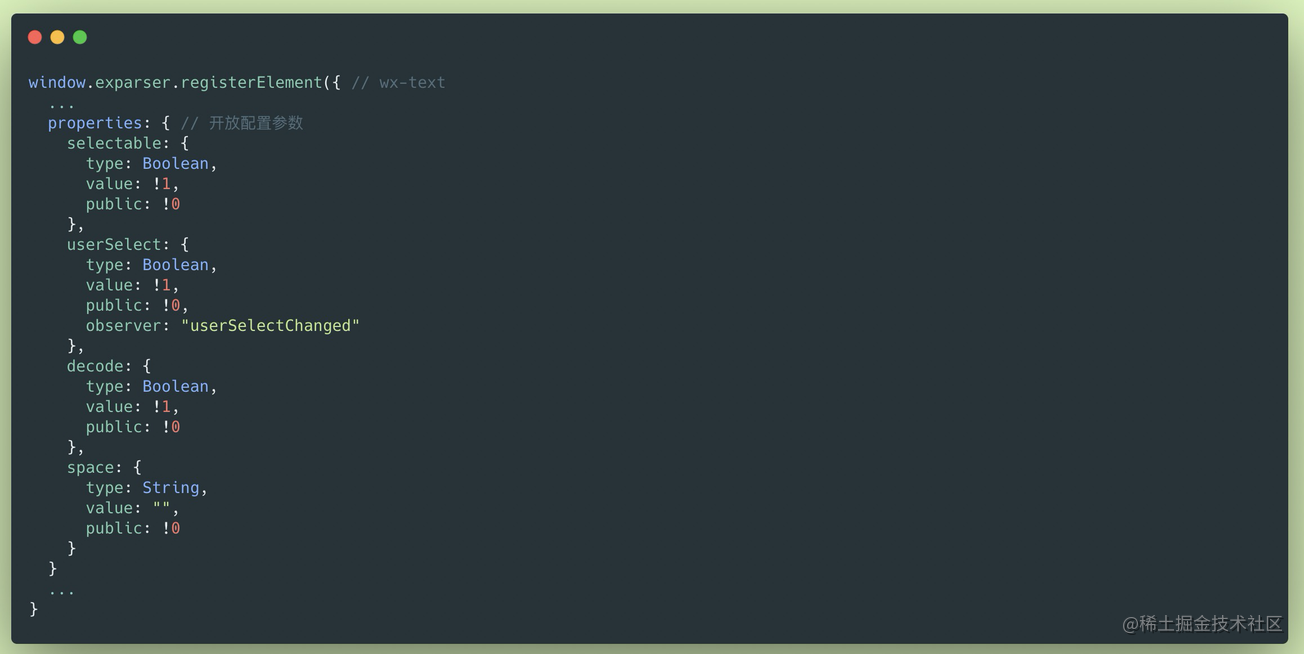 window.exparser.registerElement({ // wx-text
  ...
  properties: { // 开放配置参数
    selectable: {
      type: Boolean,
      value: !1,
      public: !0
    },
    userSelect: {
      type: Boolean,
      value: !1,
      public: !0,
      observer: "userSelectChanged"
    },
    decode: {
      type: Boolean,
      value: !1,
      public: !0
    },
    space: {
      type: String,
      value: "",
      public: !0
    }
  }
  ...
}
@稀土掘金技术社区